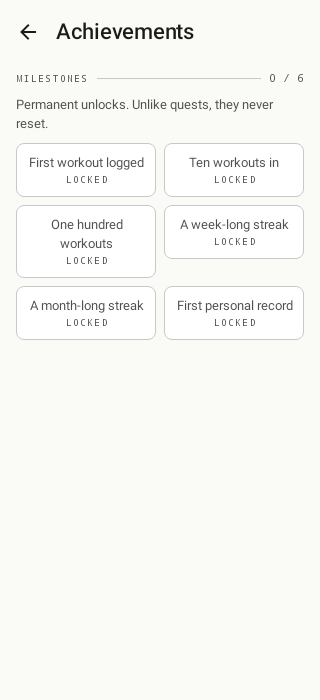 Achievements
MILESTONES 0 / 6
Permanent unlocks. Unlike quests, they never
reset.
First workout logged
LOCKED
Ten workouts in
LOCKED
One hundred
workouts
LOCKED
A week-long streak
LOCKED
A month-long streak
LOCKED
First personal record
LOCKED